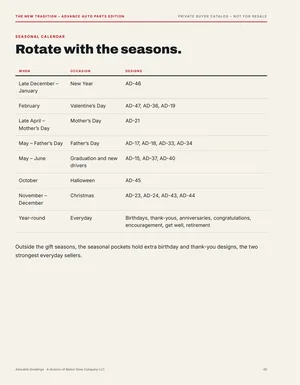 THE NEW TRADITION – ADVANCE AUTO PARTS EDITION
PRIVATE BUYER CATALOG – NOT FOR RESALE
SEASONAL CALENDAR
Rotate with the seasons.
WHEN OCCASION DESIGNS
Late December – New Year AD-46
January
February Valentine's Day AD-47, AD-38, AD-19
Late April – Mother's Day AD-21
Mother's Day
May – Father's Day Father's Day AD-17, AD-18, AD-33, AD-34
May – June Graduation and new AD-15, AD-37, AD-40
drivers
October Halloween AD-45
November – Christmas AD-23, AD-24, AD-43, AD-44
December
Year-round Everyday Birthdays, thank-yous, anniversaries, congratulations,
encouragement, get well, retirement
Outside the gift seasons, the seasonal pockets hold extra birthday and thank-you designs, the two
strongest everyday sellers.
Greetings · A division of Company LLC